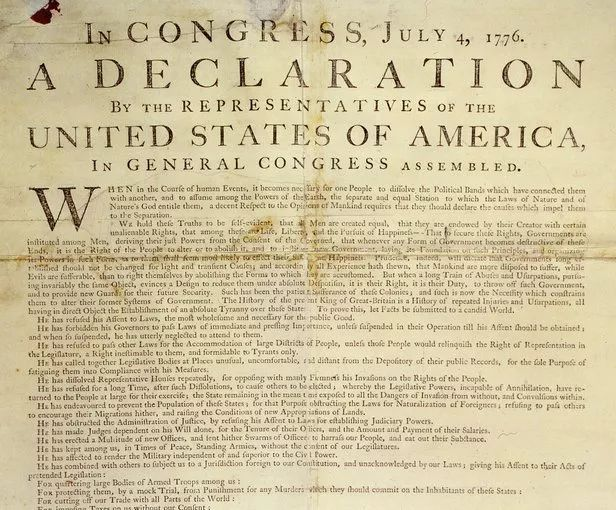 In CONGRESS, July 4, 1776.
A DECLARATION
By the REPRESENTATIVES of the
UNITED STATES OF AMERICA,
In GENERAL CONGRESS assembled.
WHEN in the Courſe of human Events, it becomes neceſſary for one People to diſſolve the Political Bands which have connected them
with another, and to aſſume among the Powers of the Earth, the ſeparate and equal Station to which the Laws of Nature and of
Nature's God entitle them, a decent Reſpect to the Opinions of Mankind requires that they ſhould declare the cauſes which impel them
to the Separation.
We hold theſe Truths to be ſelf-evident, that all Men are created equal, that they are endowed by their Creator with certain
unalienable Rights, that among theſe are Life, Liberty, and the Purſuit of Happineſs—That to ſecure theſe Rights, Governments are
inſtituted among Men, deriving their juſt Powers from the Conſent of the Governed, that whenever any Form of Government becomes deſtructive of theſe
Ends, it is the Right of the People to alter or to aboliſh it, and to inſtitute new Government, laying its Foundation on ſuch Principles, and organizing
its Powers in ſuch Form, as to them ſhall ſeem moſt likely to effect their Safety and Happineſs. Prudence, indeed, will dictate that Governments long
eſtabliſhed ſhould not be changed for light and tranſient Cauſes; and accordingly all Experience hath ſhewn, that Mankind are more diſpoſed to ſuffer, while
Evils are ſufferable, than to right themſelves by aboliſhing the Forms to which they are accuſtomed. But when a long Train of Abuſes and Uſurpations, purſu-
ing invariably the ſame Object, evinces a Deſign to reduce them under abſolute Deſpotiſm, it is their Right, it is their Duty, to throw off ſuch Government,
and to provide new Guards for their future Security. Such has been the patient Sufferance of theſe Colonies; and ſuch is now the Neceſſity which conſtrains
them to alter their former Syſtems of Government. The Hiſtory of the preſent King of Great-Britain is a Hiſtory of repeated Injuries and Uſurpations, all
having in direct Object the Eſtabliſhment of an abſolute Tyranny over theſe States. To prove this, let Facts be ſubmitted to a candid World.
He has refuſed his Aſſent to Laws, the moſt wholeſome and neceſſary for the public Good.
He has forbidden his Governors to paſs Laws of immediate and preſſing Importance, unleſs ſuſpended in their Operation till his Aſſent ſhould be obtained;
and when ſo ſuſpended, he has utterly neglected to attend to them.
He has refuſed to paſs other Laws for the Accommodation of large Diſtricts of People, unleſs thoſe People would relinquiſh the Right of Repreſentation in
the Legiſlature, a Right ineſtimable to them, and formidable to Tyrants only.
He has called together Legiſlative Bodies at Places unuſual, uncomfortable, and diſtant from the Depoſitory of their public Records, for the ſole Purpoſe of
fatiguing them into Compliance with his Meaſures.
He has diſſolved Repreſentative Houſes repeatedly, for oppoſing with manly Firmneſs his Invaſions on the Rights of the People.
He has refuſed for a long Time, after ſuch Diſſolutions, to cauſe others to be elected; whereby the Legiſlative Powers, incapable of Annihilation, have re-
turned to the People at large for their exerciſe; the State remaining in the mean time expoſed to all the Dangers of Invaſion from without, and Convulſions within.
He has endeavoured to prevent the Population of theſe States; for that Purpoſe obſtructing the Laws for Naturalization of Foreigners; refuſing to paſs others
to encourage their Migrations hither, and raiſing the Conditions of new Appropriations of Lands.
He has obſtructed the Adminiſtration of Juſtice, by refuſing his Aſſent to Laws for eſtabliſhing Judiciary Powers.
He has made Judges dependent on his Will alone, for the Tenure of their Offices, and the Amount and Payment of their Salaries.
He has erected a Multitude of new Offices, and ſent hither Swarms of Officers to harraſs our People, and eat out their Subſtance.
He has kept among us, in Times of Peace, Standing Armies, without the conſent of our Legiſlatures.
He has affected to render the Military independent of and ſuperior to the Civil Power.
He has combined with others to ſubject us to a Juriſdiction foreign to our Conſtitution, and unacknowledged by our Laws; giving his Aſſent to their Acts of
pretended Legiſlation:
For quartering large Bodies of Armed Troops among us:
For protecting them, by a mock Trial, from Puniſhment for any Murders which they ſhould commit on the Inhabitants of theſe States:
For cutting off our Trade with all Parts of the World:
For impoſing Taxes on us without our Conſent: